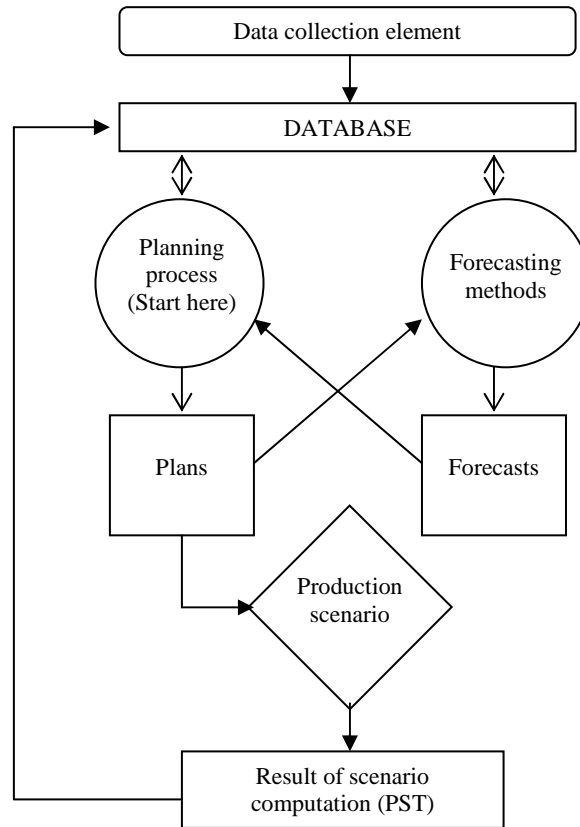 Data collection element
DATABASE
Planning
process
(Start here)
Forecasting
methods
Plans
Forecasts
Production
scenario
Result of scenario
computation (PST)